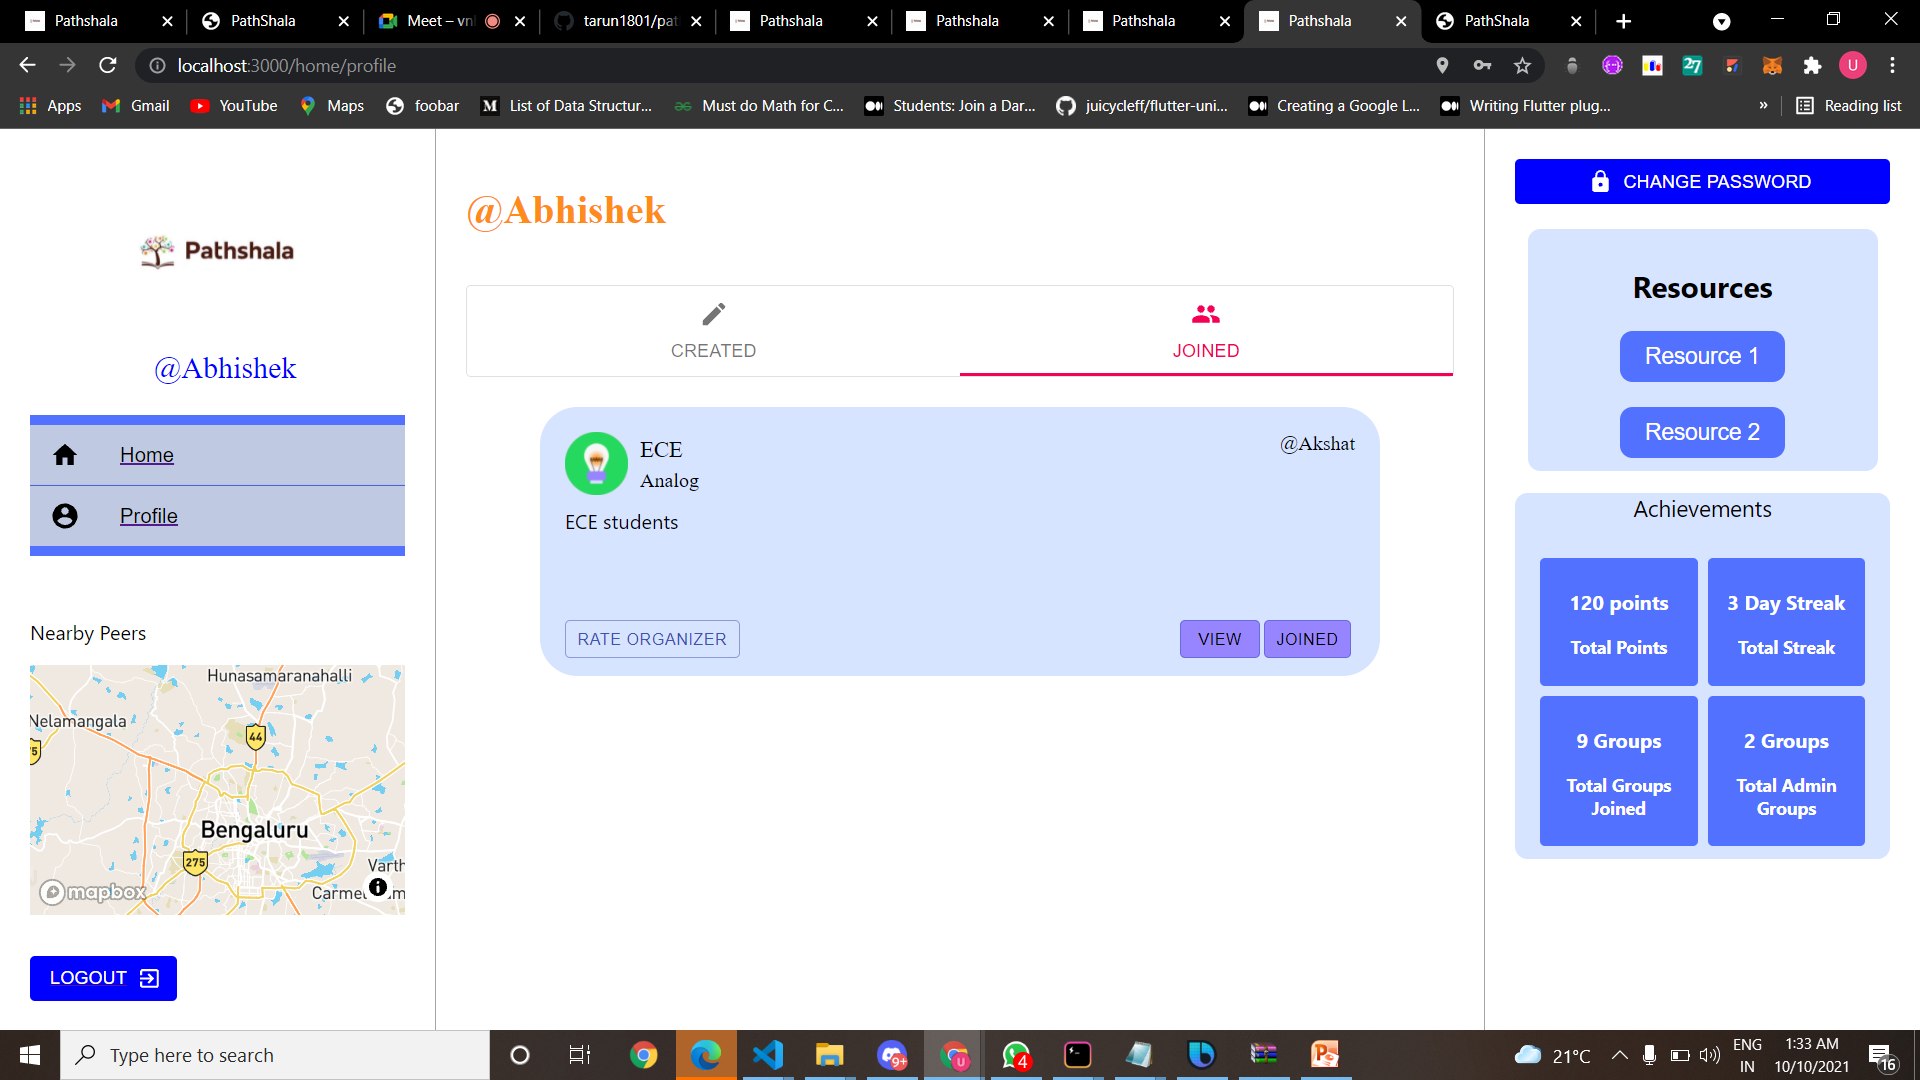 Pathshala
PathShala
Meet – vnl
tarun1801/pat
Pathshala
Pathshala
Pathshala
Pathshala
PathShala
localhost:3000/home/profile
27
U
Apps
Gmail
YouTube
Maps
foobar
List of Data Structur...
Must do Math for C...
Students: Join a Dar...
juicycleff/flutter-uni...
Creating a Google L...
Writing Flutter plug...
»
Reading list
Pathshala
@Abhishek
Home
Profile
Nearby Peers
Hunasamaranahalli
Nelamangala
44
Bengaluru
275
Varth
Carmel
mapbox
LOGOUT
@Abhishek
CREATED
JOINED
ECE
Analog
@Akshat
ECE students
RATE ORGANIZER
VIEW
JOINED
CHANGE PASSWORD
Resources
Resource 1
Resource 2
Achievements
120 points
Total Points
3 Day Streak
Total Streak
9 Groups
Total Groups
Joined
2 Groups
Total Admin
Groups
Type here to search
9+
4
21°C
ENG
IN
1:33 AM
10/10/2021
16